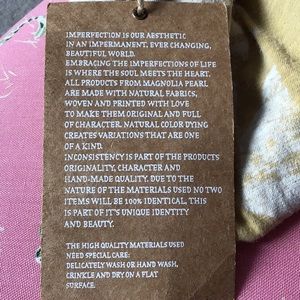 IMPERFECTION IS OUR AESTHETIC
IN AN IMPERMANENT, EVER CHANGING,
BEAUTIFUL WORLD.
EMBRACING THE IMPERFECTIONS OF LIFE
IS WHERE THE SOUL MEETS THE HEART.
ALL PRODUCTS FROM MAGNOLIA PEARL
ARE MADE WITH NATURAL FABRICS,
WOVEN AND PRINTED WITH LOVE
TO MAKE THEM ORIGINAL AND FULL
OF CHARACTER. NATURAL COLOR DYING
CREATES VARIATIONS THAT ARE ONE
OF A KIND.
INCONSISTENCY IS PART OF THE PRODUCTS
ORIGINALITY, CHARACTER AND
HAND-MADE QUALITY. DUE TO THE
NATURE OF THE MATERIALS USED NO TWO
ITEMS WILL BE 100% IDENTICAL, THIS
IS PART OF IT'S UNIQUE IDENTITY
AND BEAUTY.
THE HIGH QUALITY MATERIALS USED
NEED SPECIAL CARE:
DELICATELY WASH OR HAND WASH,
CRINKLE AND DRY ON A FLAT
SURFACE.